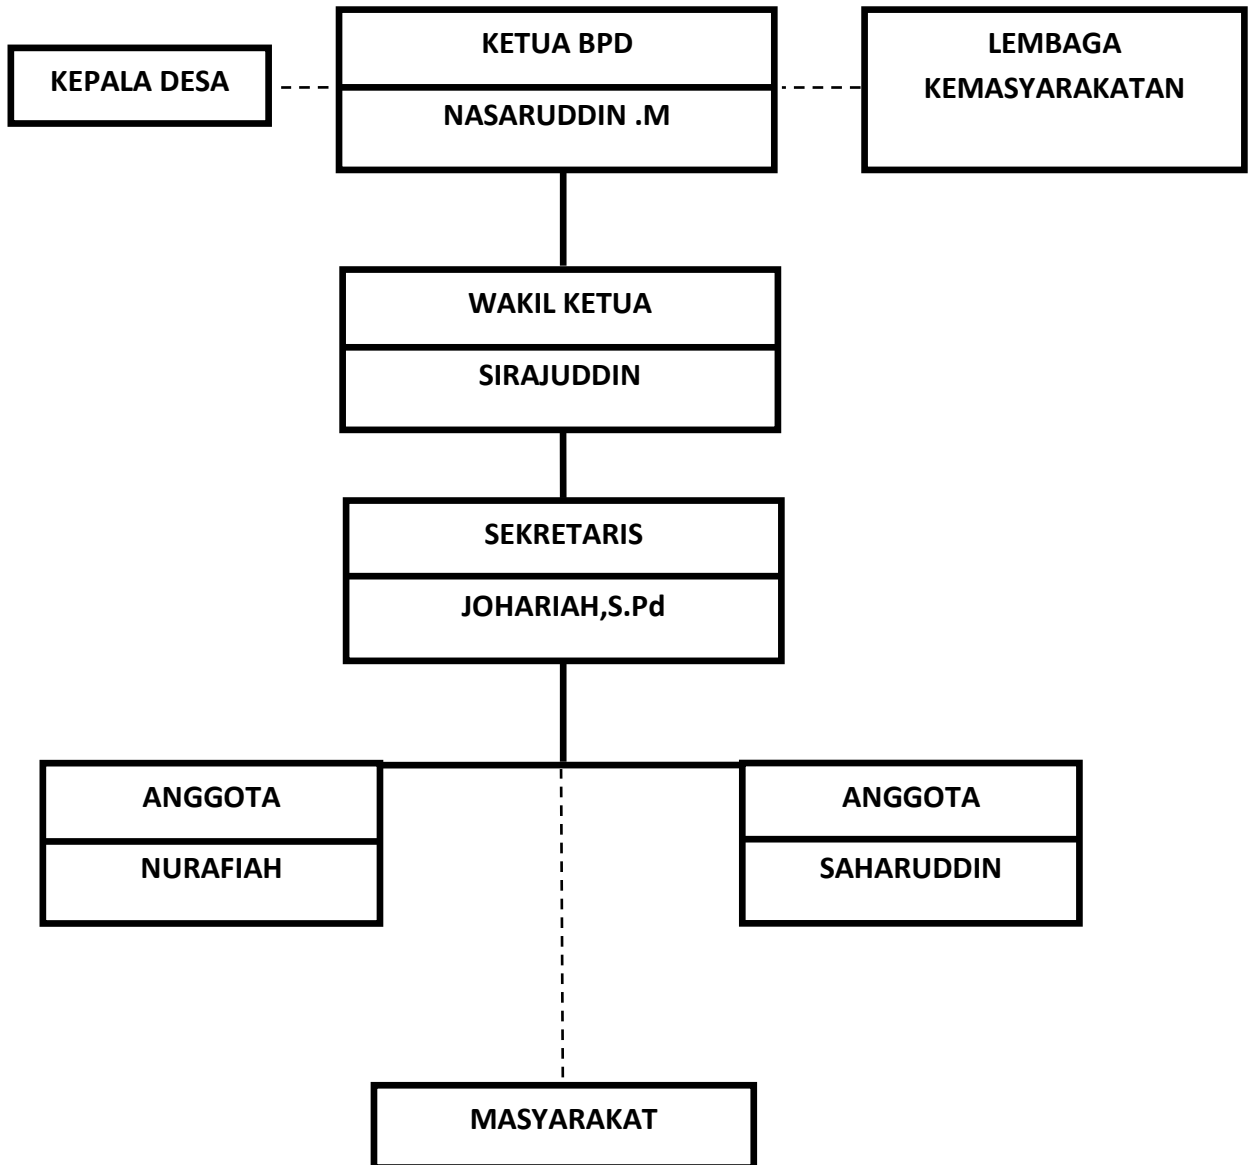 KEPALA DESA
KETUA BPD
NASARUDDIN .M
LEMBAGA
KEMASYARAKATAN
WAKIL KETUA
SIRAJUDDIN
SEKRETARIS
JOHARIAH,S.Pd
ANGGOTA
NURAFIAH
ANGGOTA
SAHARUDDIN
MASYARAKAT